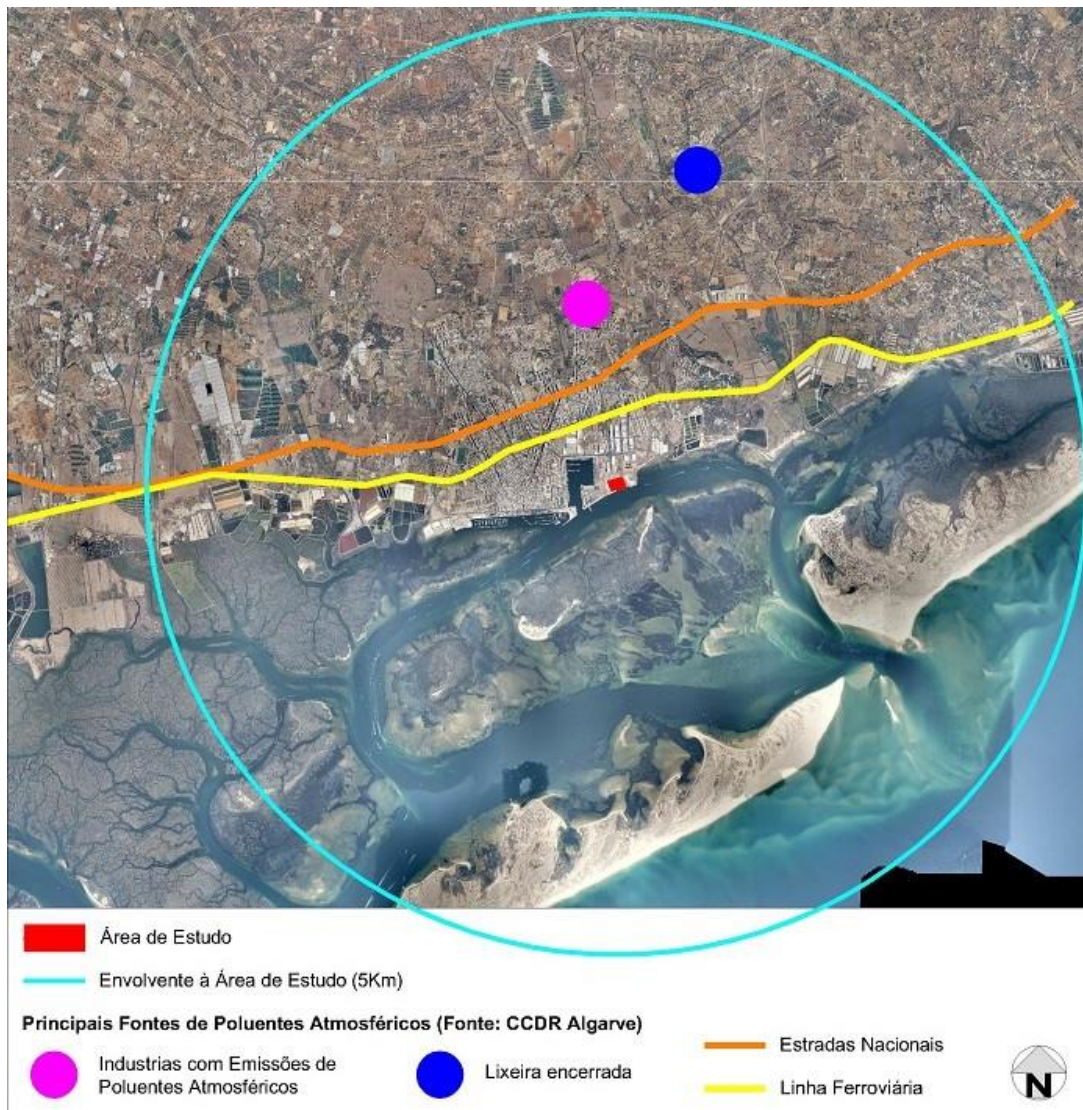 Área de Estudo
Envolvente à Área de Estudo (5Km)
Principais Fontes de Poluentes Atmosféricos (Fonte: CCDR Algarve)
Industrias com Emissões de
Poluentes Atmosféricos
Lixeira encerrada
Estradas Nacionais
Linha Ferroviária
N